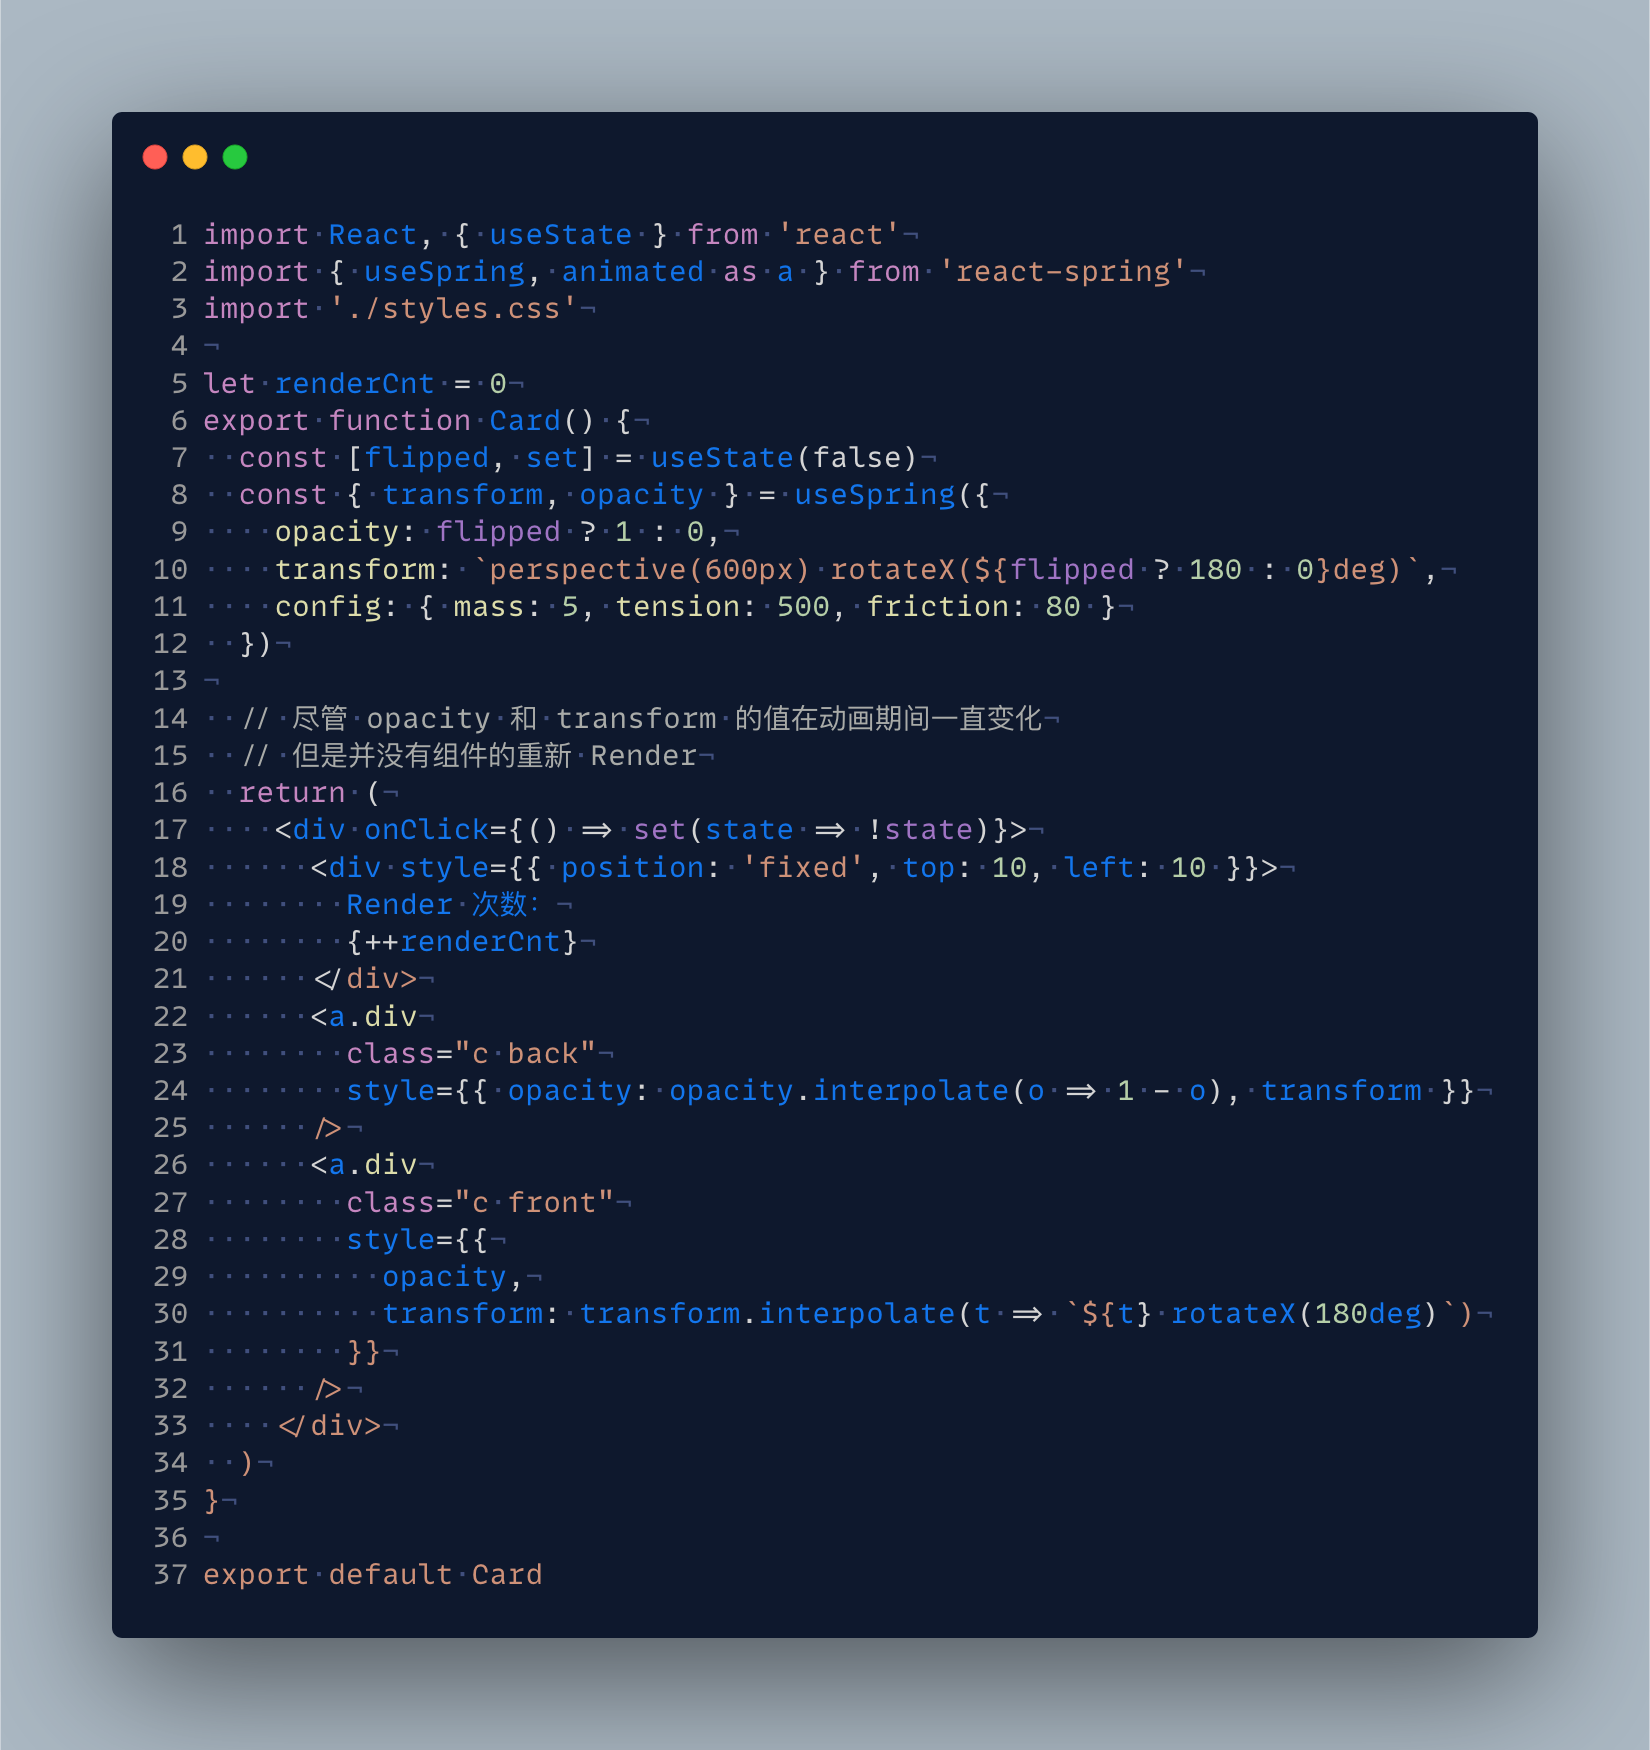 1 import React, { useState } from 'react'
2 import { useSpring, animated as a } from 'react-spring'
3 import './styles.css'
4
5 let renderCnt = 0
6 export function Card() {
7   const [flipped, set] = useState(false)
8   const { transform, opacity } = useSpring({
9     opacity: flipped ? 1 : 0,
10     transform: `perspective(600px) rotateX(${flipped ? 180 : 0}deg)`,
11     config: { mass: 5, tension: 500, friction: 80 }
12   })
13
14   // 尽管 opacity 和 transform 的值在动画期间一直变化
15   // 但是并没有组件的重新 Render
16   return (
17     <div onClick={() => set(state => !state)}>
18       <div style={{ position: 'fixed', top: 10, left: 10 }}>
19         Render 次数：
20         {++renderCnt}
21       </div>
22       <a.div
23         class="c back"
24         style={{ opacity: opacity.interpolate(o => 1 - o), transform }}
25       />
26       <a.div
27         class="c front"
28         style={{
29           opacity,
30           transform: transform.interpolate(t => `${t} rotateX(180deg)`)
31         }}
32       />
33     </div>
34   )
35 }
36
37 export default Card